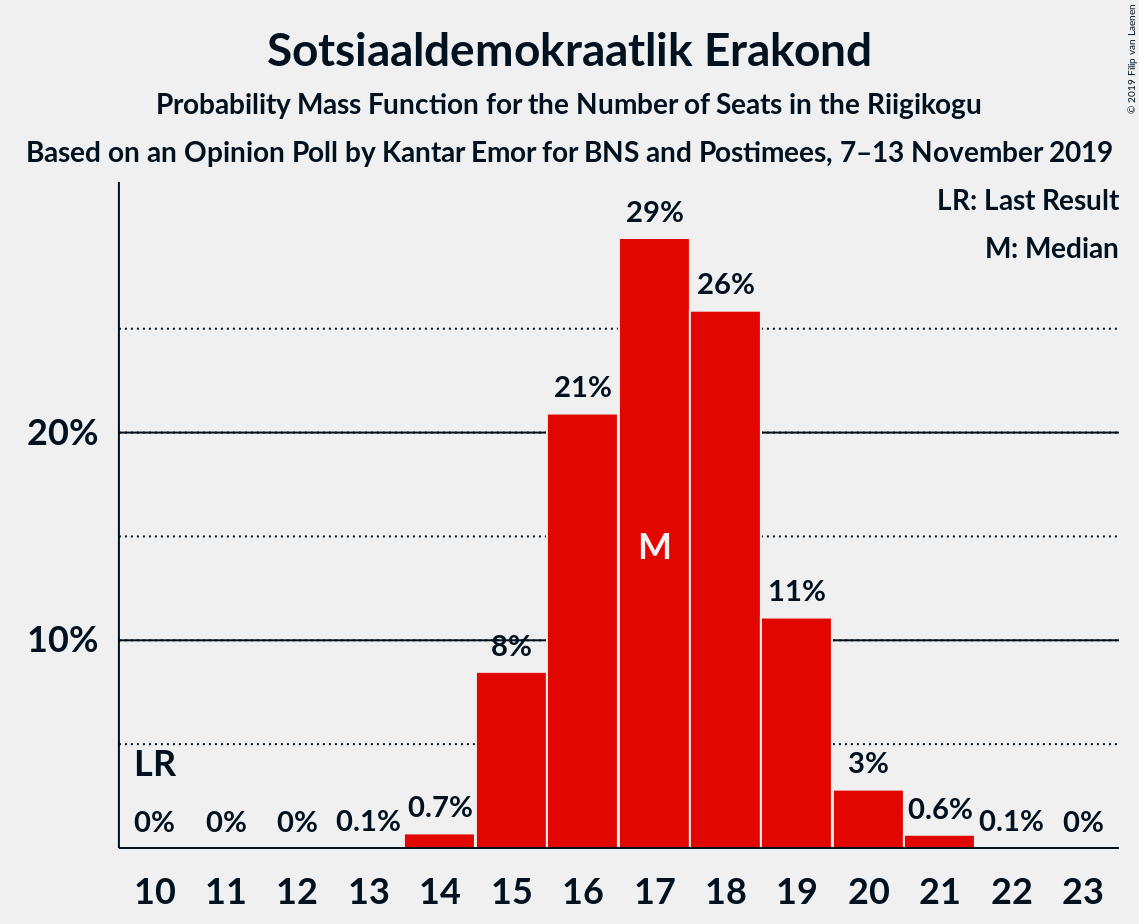 Sotsiaaldemokraatlik Erakond
Probability Mass Function for the Number of Seats in the Riigikogu
Based on an Opinion Poll by Kantar Emor for BNS and Postimees, 7–13 November 2019
© 2019 Filip van Laenen
LR: Last Result
M: Median
29%
26%
21%
20%
M
11%
10%
8%
LR
3%
0% 0% 0% 0.1% 0.7% 0.6% 0.1% 0%
10 11 12 13 14 15 16 17 18 19 20 21 22 23